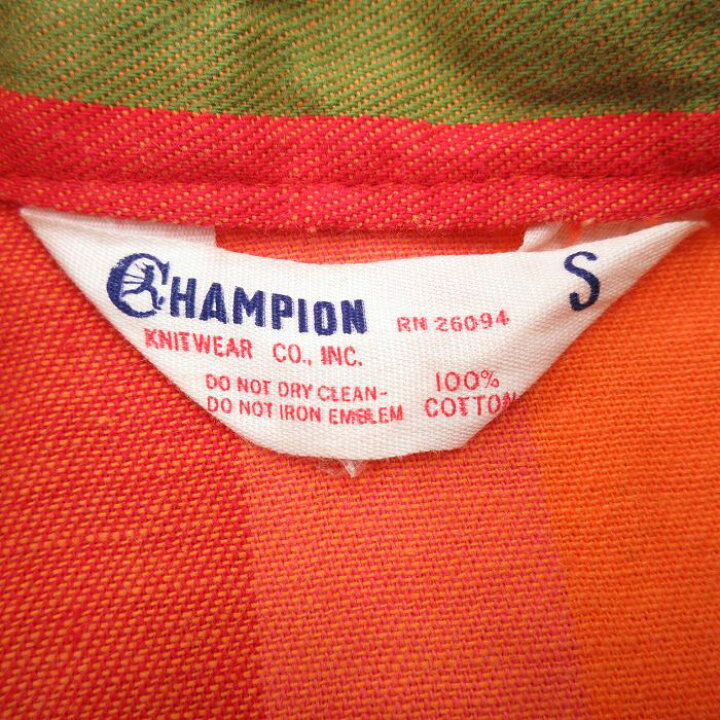 CHAMPION
KNITWEAR CO., INC.
RN 26094
S
DO NOT DRY CLEAN-
DO NOT IRON EMBLEM
100%
COTTON